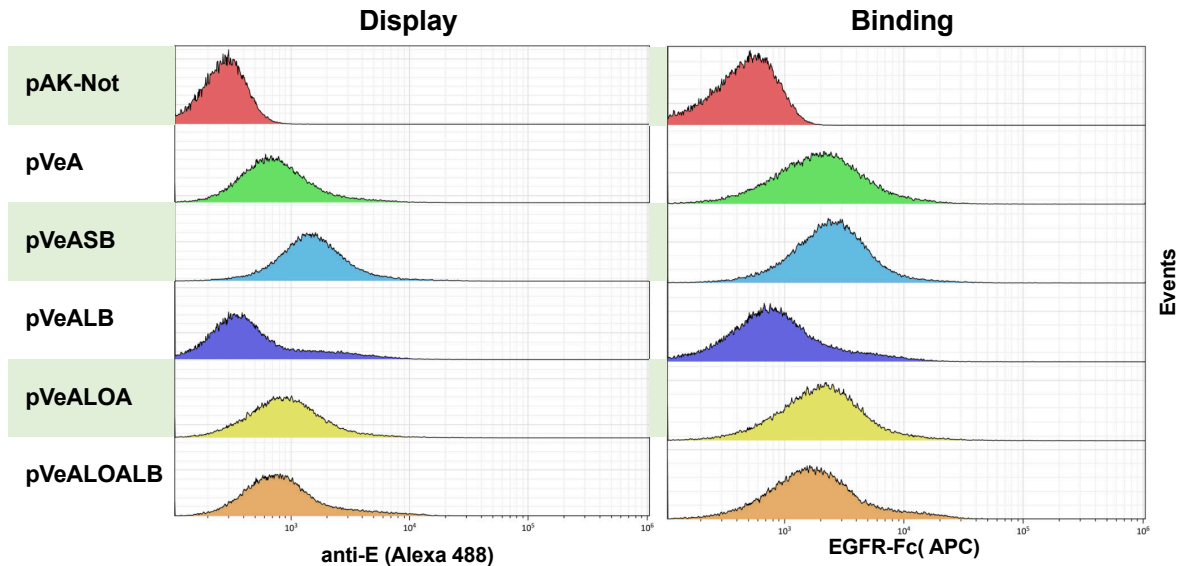 Display
Binding
pAK-Not
pVeA
pVeASB
pVeALB
pVeALOA
pVeALOALB
Events
10³ 10⁴ 10⁵ 10⁶
10³ 10⁴ 10⁵ 10⁶
anti-E (Alexa 488)
EGFR-Fc( APC)